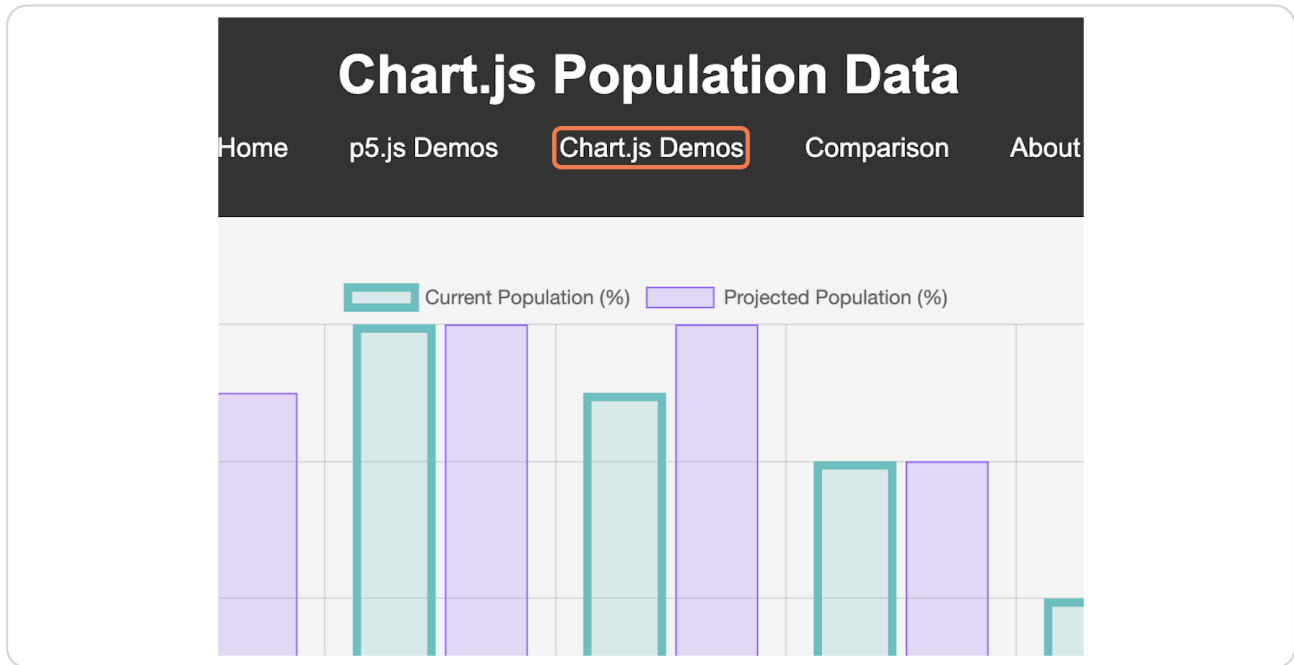 Chart.js Population Data
Home p5.js Demos Chart.js Demos Comparison About
Current Population (%) Projected Population (%)